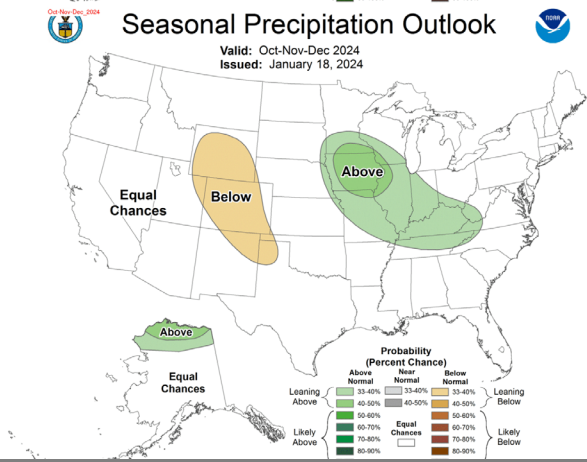 Oct-Nov-Dec_2024
Seasonal Precipitation Outlook
NOAA
Valid: Oct-Nov-Dec 2024
Issued: January 18, 2024
Above
Equal
Chances
Below
Above
Equal
Chances
Probability
(Percent Chance)
Above
Normal
Near
Normal
Below
Normal
Leaning
Above
33-40%
33-40%
33-40%
Leaning
Below
40-50%
40-50%
40-50%
Likely
Above
50-60%
50-60%
Likely
Below
60-70%
60-70%
Equal
Chances
70-80%
70-80%
80-90%
80-90%